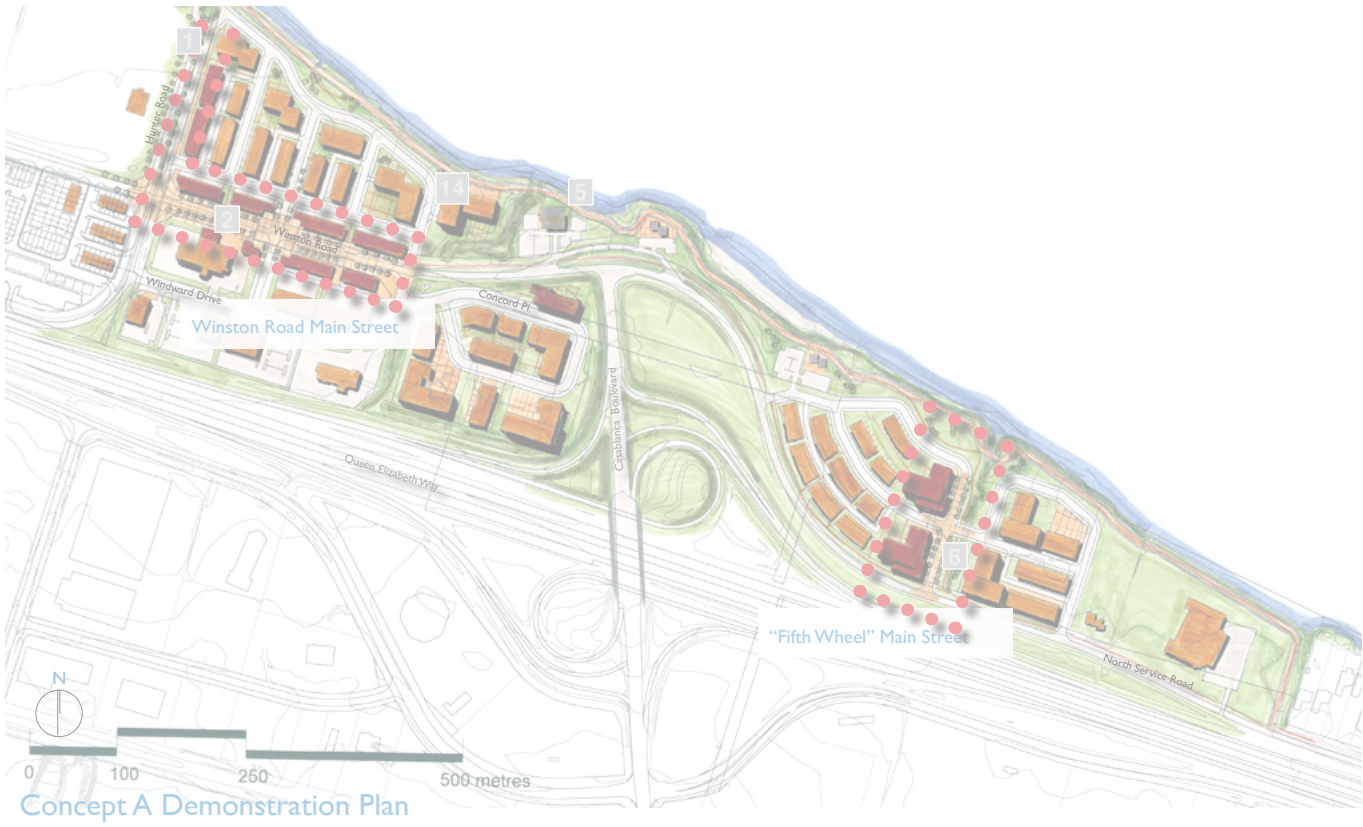 1
Hunter Road
14
5
2
Winston Road
Windward Drive
Concord Pl.
Winston Road Main Street
Casablanca Boulevard
Queen Elizabeth Way
6
"Fifth Wheel" Main Street
North Service Road
N
0 100 250 500 metres
Concept A Demonstration Plan